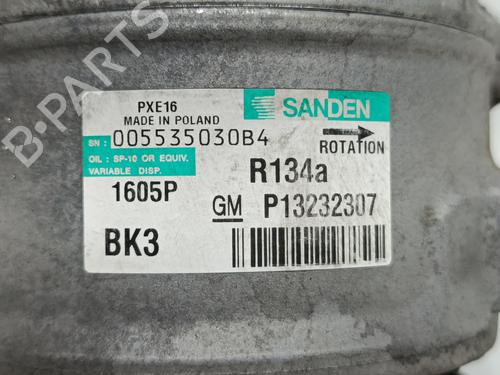 PXE16
MADE IN POLAND
SANDEN
SN: 005535030B4
ROTATION
OIL : SP-10 OR EQUIV.
VARIABLE DISP.
1605P
R134a
GM P13232307
BK3
B-PARTS